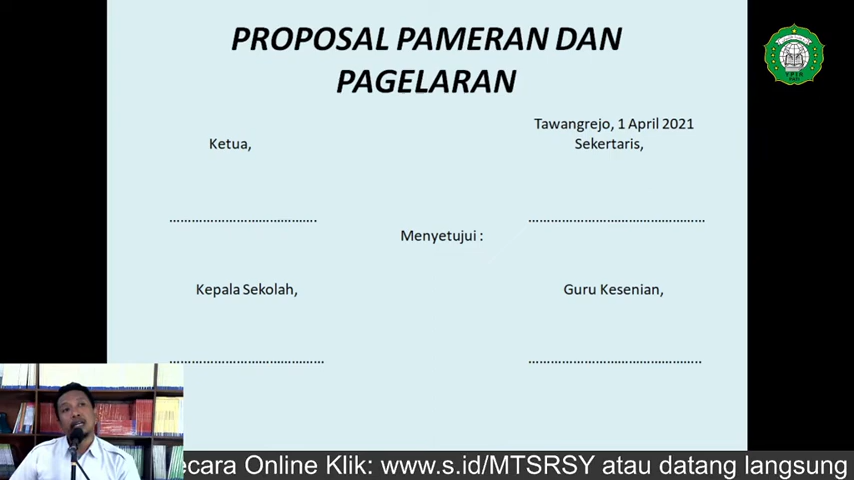 PROPOSAL PAMERAN DAN
PAGELARAN
Tawangrejo, 1 April 2021
Ketua,
Sekertaris,
……………………………………
……………………………………………
Menyetujui :
Kepala Sekolah,
Guru Kesenian,
………………………………………
……………………………………………
ecara Online Klik: www.s.id/MTSRSY atau datang langsung